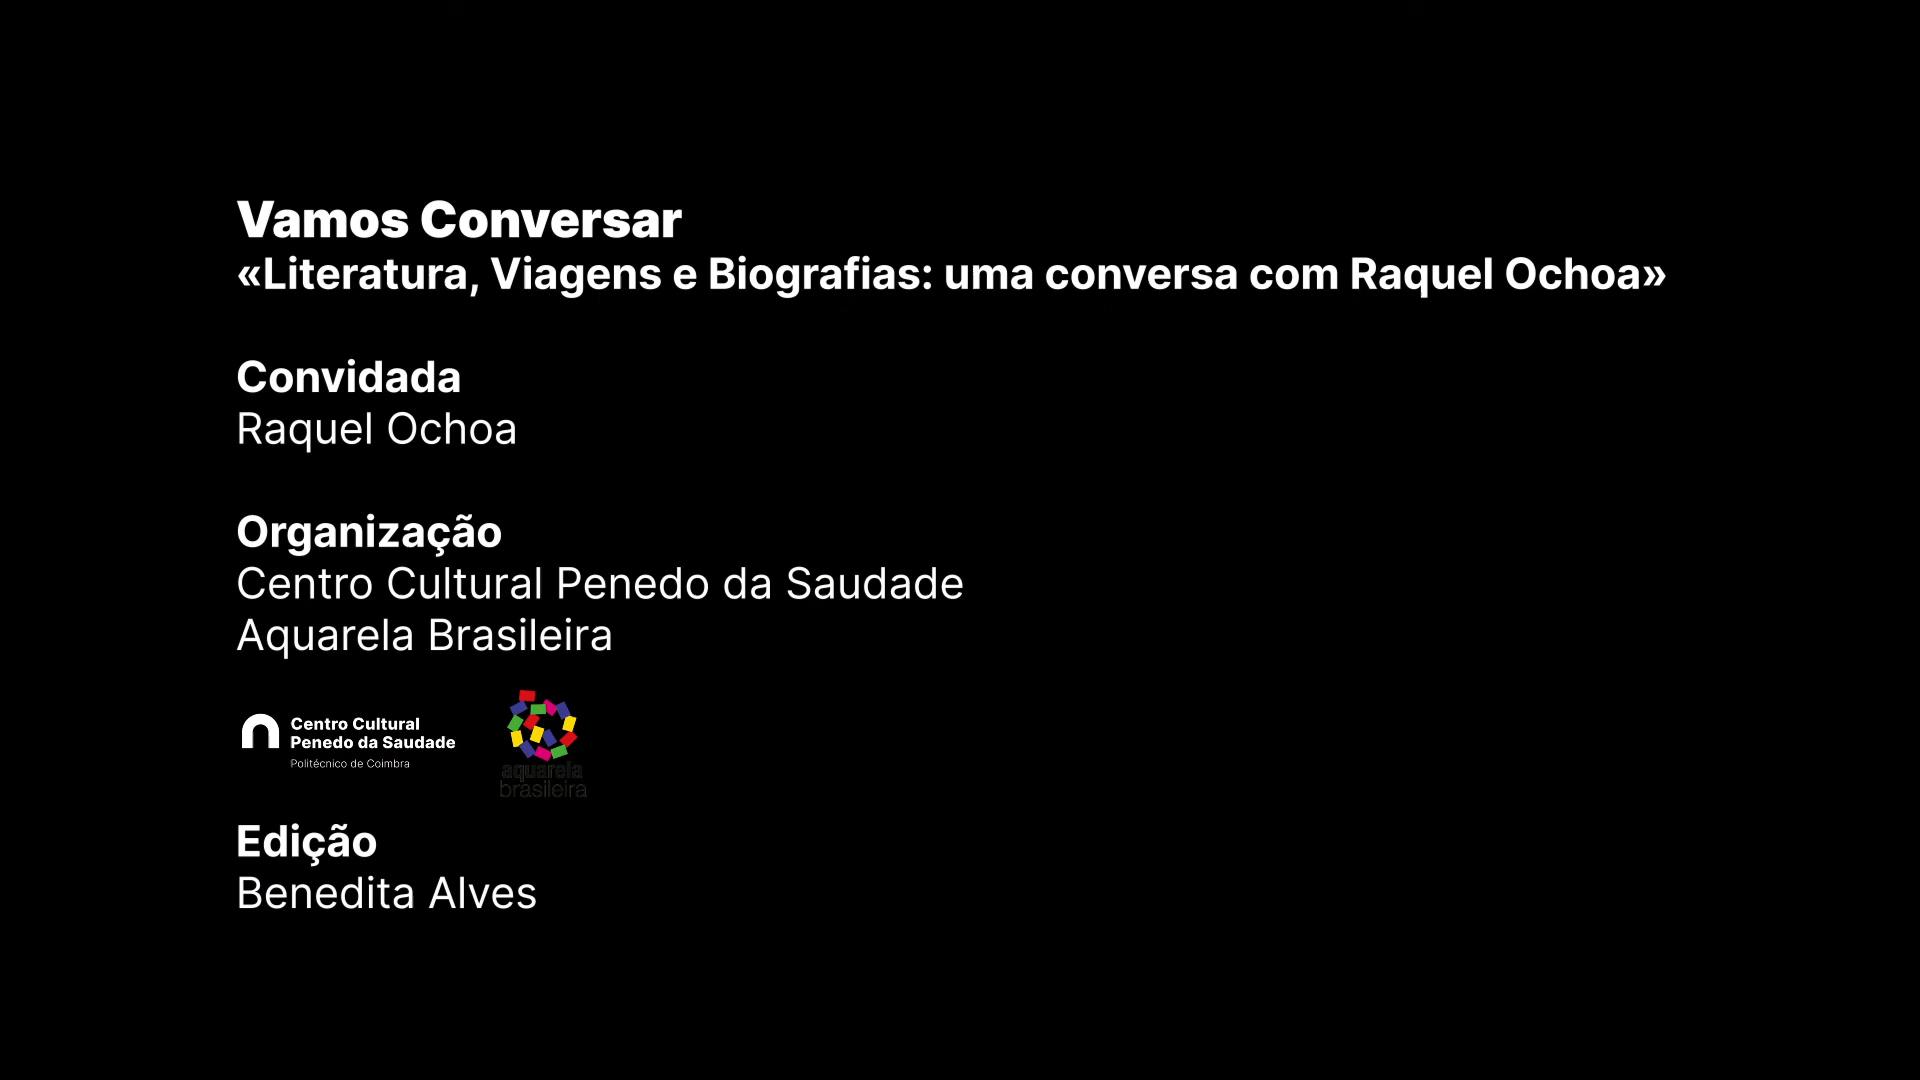 Vamos Conversar
«Literatura, Viagens e Biografias: uma conversa com Raquel Ochoa»
Convidada
Raquel Ochoa
Organização
Centro Cultural Penedo da Saudade
Aquarela Brasileira
Centro Cultural
Penedo da Saudade
Politécnico de Coimbra
aquarela
brasileira
Edição
Benedita Alves